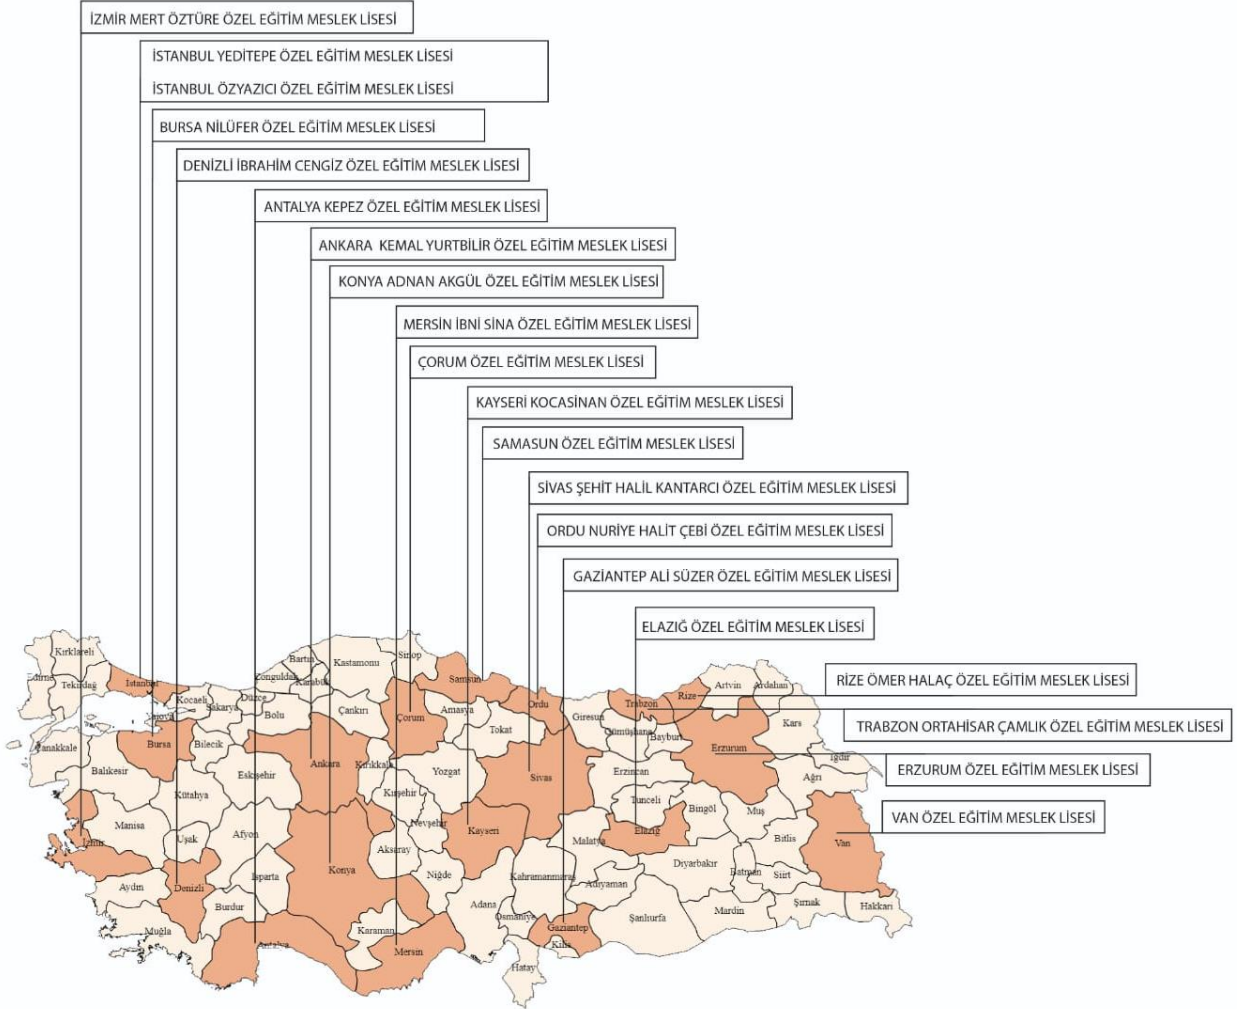 İZMİR MERT ÖZTÜRE ÖZEL EĞİTİM MESLEK LİSESİ
İSTANBUL YEDİTEPE ÖZEL EĞİTİM MESLEK LİSESİ
İSTANBUL ÖZYAZICI ÖZEL EĞİTİM MESLEK LİSESİ
BURSA NİLÜFER ÖZEL EĞİTİM MESLEK LİSESİ
DENİZLİ İBRAHİM CENGİZ ÖZEL EĞİTİM MESLEK LİSESİ
ANTALYA KEPEZ ÖZEL EĞİTİM MESLEK LİSESİ
ANKARA KEMAL YURTBİLİR ÖZEL EĞİTİM MESLEK LİSESİ
KONYA ADNAN AKGÜL ÖZEL EĞİTİM MESLEK LİSESİ
MERSİN İBNİ SİNA ÖZEL EĞİTİM MESLEK LİSESİ
ÇORUM ÖZEL EĞİTİM MESLEK LİSESİ
KAYSERİ KOCASİNAN ÖZEL EĞİTİM MESLEK LİSESİ
SAMASUN ÖZEL EĞİTİM MESLEK LİSESİ
SİVAS ŞEHİT HALİL KANTARCI ÖZEL EĞİTİM MESLEK LİSESİ
ORDU NURİYE HALİT ÇEBİ ÖZEL EĞİTİM MESLEK LİSESİ
GAZİANTEP ALİ SÜZER ÖZEL EĞİTİM MESLEK LİSESİ
ELAZIĞ ÖZEL EĞİTİM MESLEK LİSESİ
RİZE ÖMER HALAÇ ÖZEL EĞİTİM MESLEK LİSESİ
TRABZON ORTAHİSAR ÇAMLIK ÖZEL EĞİTİM MESLEK LİSESİ
ERZURUM ÖZEL EĞİTİM MESLEK LİSESİ
VAN ÖZEL EĞİTİM MESLEK LİSESİ
Kırklareli
Edirne
Tekirdağ
İstanbul
Kocaeli
Yalova
Sakarya
Düzce
Zonguldak
Bartın
Karabük
Kastamonu
Sinop
Samsun
Bolu
Çankırı
Çorum
Amasya
Tokat
Ordu
Giresun
Trabzon
Rize
Artvin
Ardahan
Gümüşhane
Bayburt
Erzurum
Kars
Iğdır
Ağrı
Çanakkale
Balıkesir
Bursa
Bilecik
Kütahya
Eskişehir
Ankara
Kırıkkale
Kırşehir
Yozgat
Sivas
Erzincan
Tunceli
Bingöl
Muş
Bitlis
Van
Manisa
İzmir
Uşak
Afyon
Konya
Aksaray
Nevşehir
Kayseri
Malatya
Elazığ
Diyarbakır
Batman
Siirt
Şırnak
Hakkari
Aydın
Denizli
Isparta
Burdur
Muğla
Antalya
Karaman
Niğde
Mersin
Adana
Kahramanmaraş
Osmaniye
Adıyaman
Gaziantep
Kilis
Hatay
Şanlıurfa
Mardin